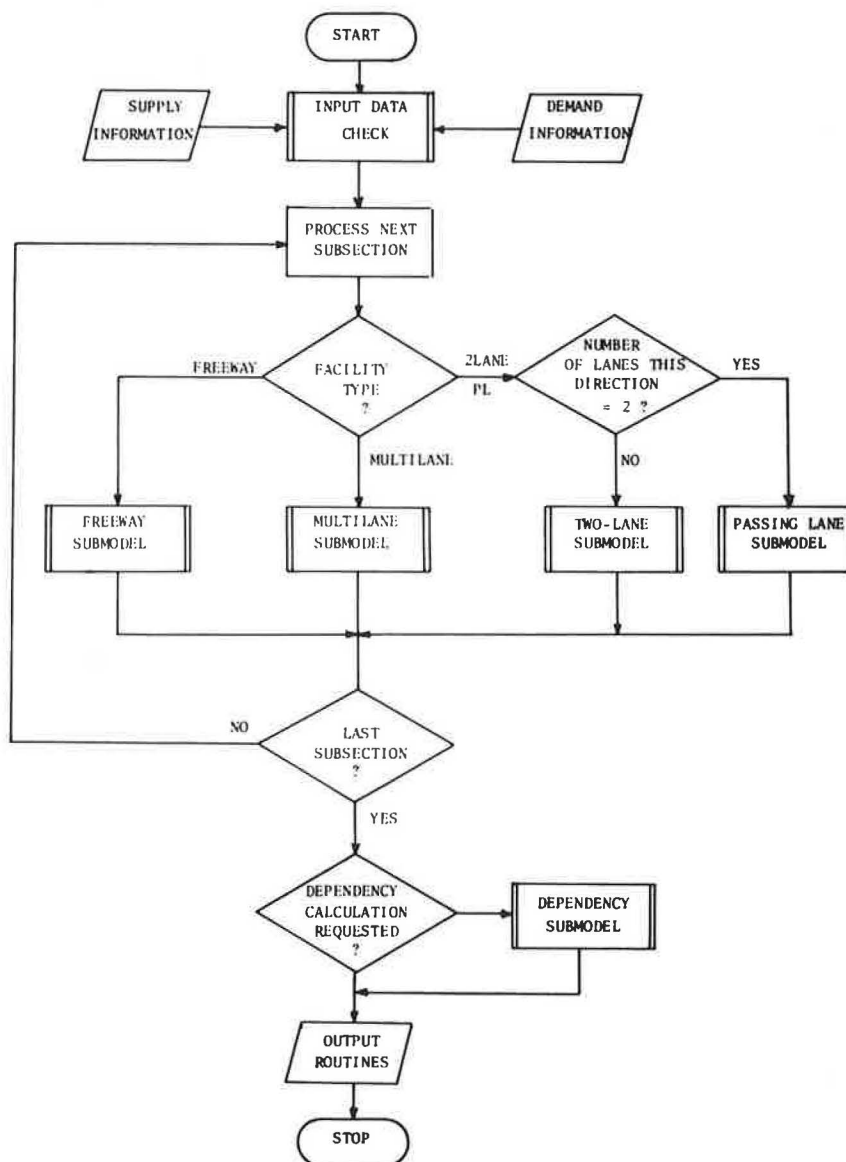 START
SUPPLY
INFORMATION
INPUT DATA
CHECK
DEMAND
INFORMATION
PROCESS NEXT
SUBSECTION
FREEWAY
FACILITY
TYPE
?
2LANE
PL
NUMBER
OF LANES THIS
DIRECTION
= 2 ?
YES
MULTILANE
NO
FREEWAY
SUBMODEL
MULTILANE
SUBMODEL
TWO-LANE
SUBMODEL
PASSING LANE
SUBMODEL
NO
LAST
SUBSECTION
?
YES
DEPENDENCY
CALCULATION
REQUESTED
?
DEPENDENCY
SUBMODEL
OUTPUT
ROUTINES
STOP